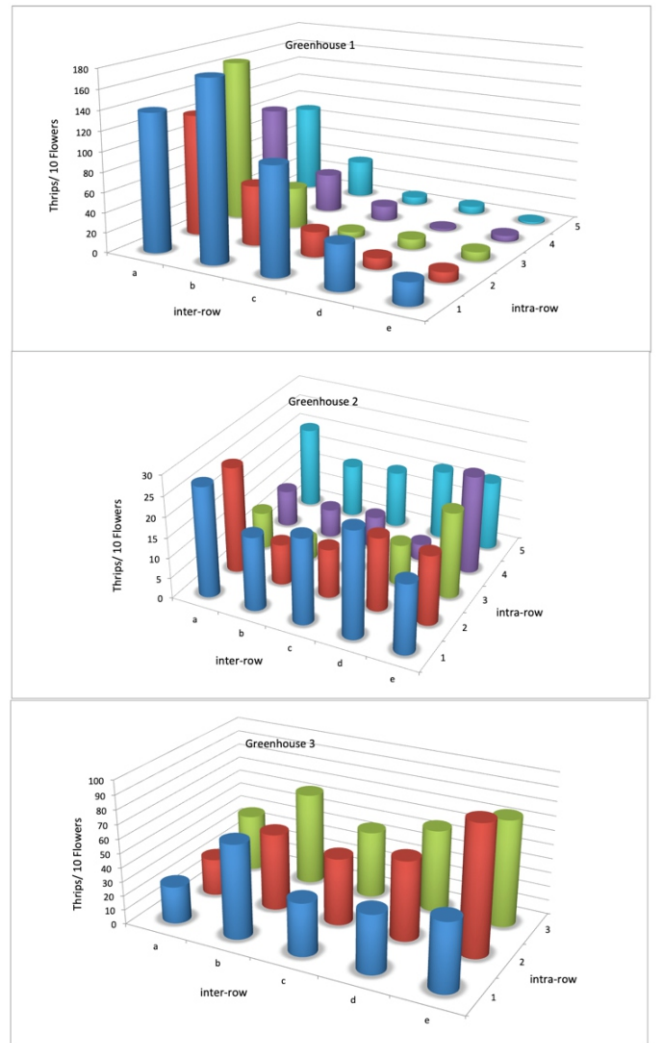 Greenhouse 1
Thrips/ 10 Flowers
180
160
140
120
100
80
60
40
20
0
a
b
c
d
e
inter-row
1
2
3
4
5
intra-row
Greenhouse 2
Thrips/ 10 Flowers
30
25
20
15
10
5
0
a
b
c
d
e
inter-row
1
2
3
4
5
intra-row
Greenhouse 3
Thrips/ 10 Flowers
100
90
80
70
60
50
40
30
20
10
0
a
b
c
d
e
inter-row
1
2
3
intra-row